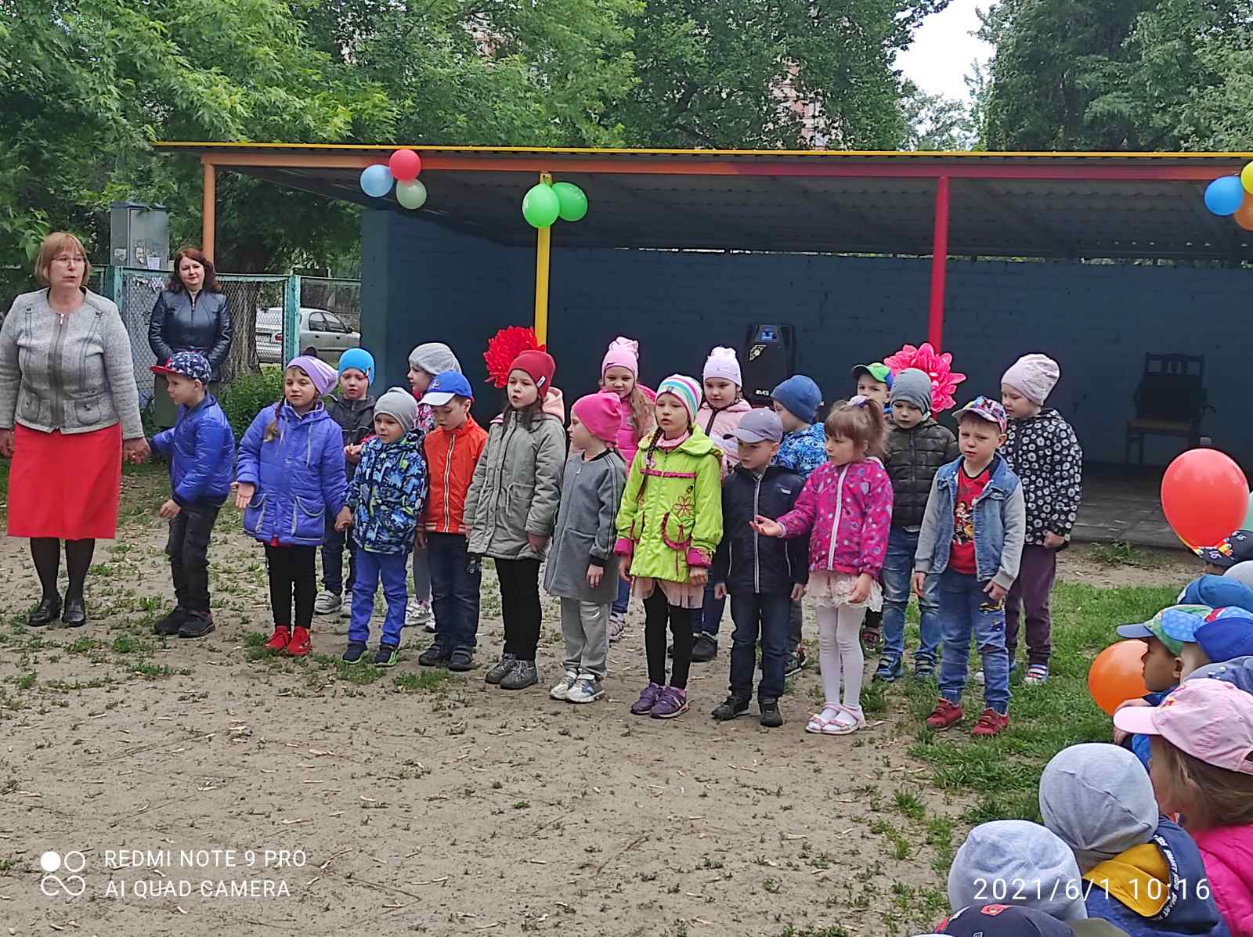 REDMI NOTE 9 PRO
AI QUAD CAMERA
2021/6/1 10:16